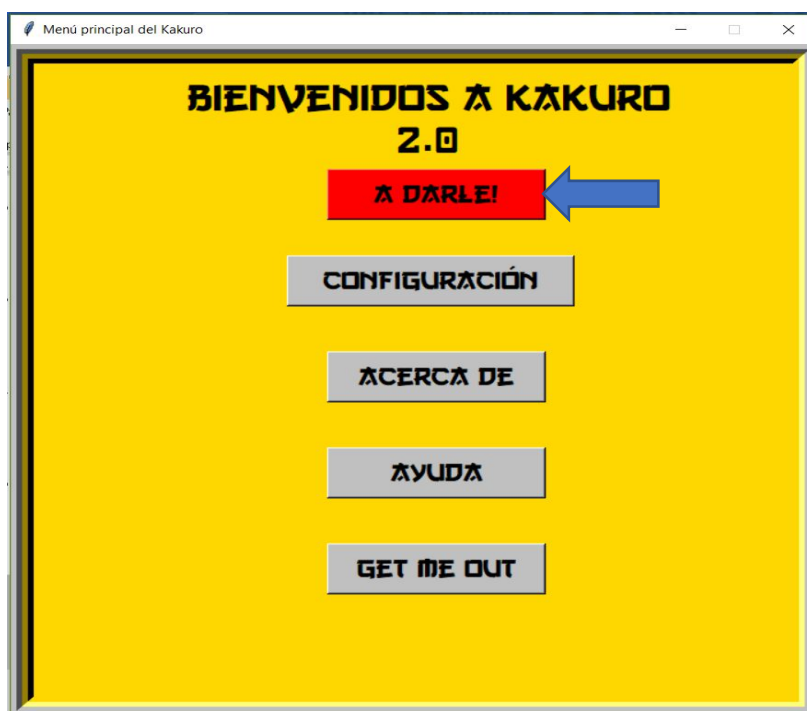 Menú principal del Kakuro
BIENVENIDOS A KAKURO
2.0
A DARLE!
CONFIGURACIÓN
ACERCA DE
AYUDA
GET ME OUT